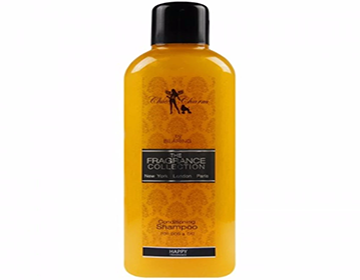 Chic Charms
THE
FRAGRANCE
COLLECTION
New York London Paris
Conditioning
Shampoo
HAPPY